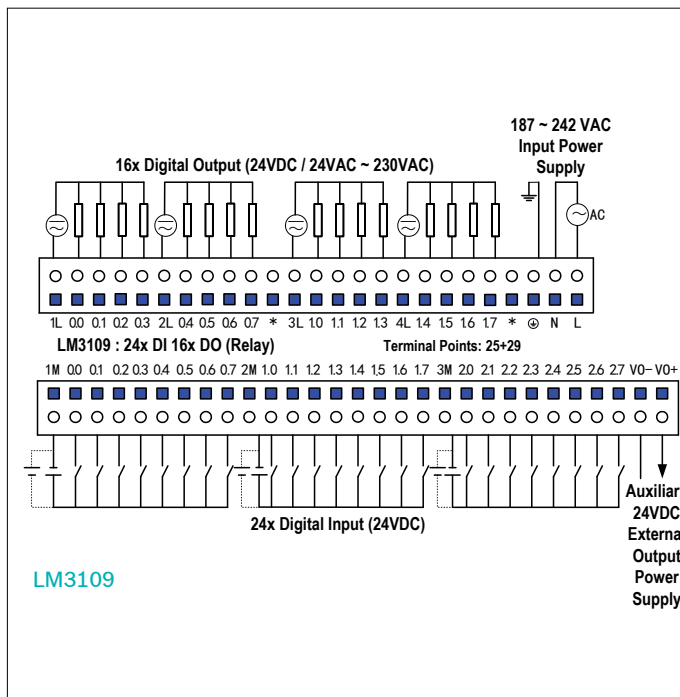 187 ~ 242 VAC
Input Power
Supply
16x Digital Output (24VDC / 24VAC ~ 230VAC)
AC
1L 0.0 0.1 0.2 0.3 2L 0.4 0.5 0.6 0.7 * 3L 1.0 1.1 1.2 1.3 4L 1.4 1.5 1.6 1.7 * N L
LM3109 : 24x DI 16x DO (Relay)
Terminal Points: 25+29
1M 0.0 0.1 0.2 0.3 0.4 0.5 0.6 0.7 2M 1.0 1.1 1.2 1.3 1.4 1.5 1.6 1.7 3M 2.0 2.1 2.2 2.3 2.4 2.5 2.6 2.7 VO- VO+
24x Digital Input (24VDC)
Auxiliar
24VDC
Externa
Output
Power
Supply
LM3109